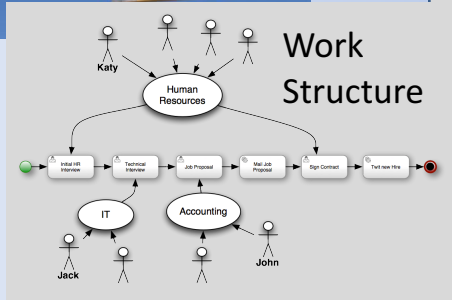 Work
Structure
Katy
Human
Resources
Initial HR
Interview
Technical
Interview
Job Proposal
Mail Job
Proposal
Sign Contract
Twit new Hire
IT
Accounting
Jack
John